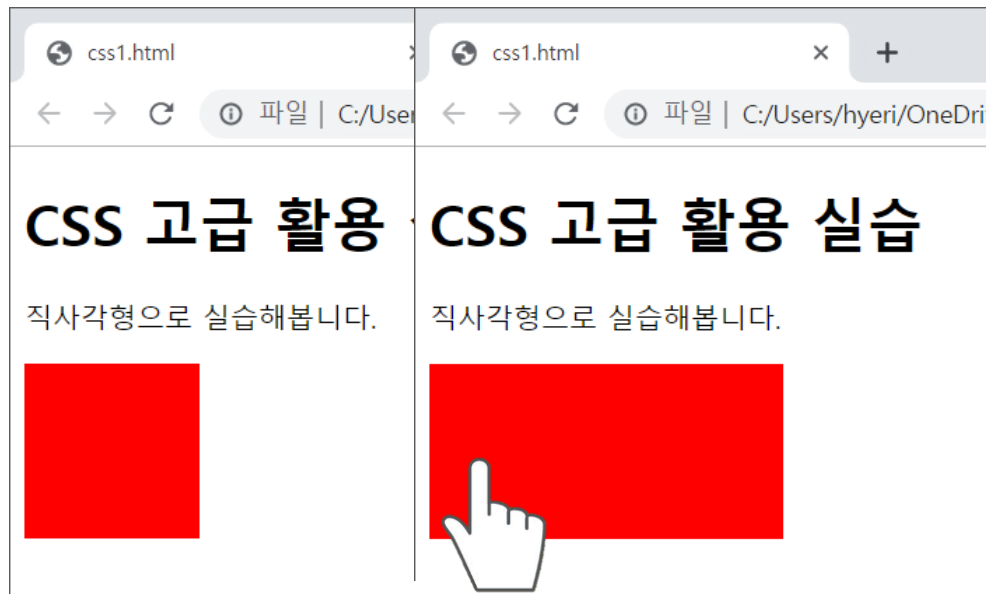 css1.html
파일 | C:/User
CSS 고급 활용
직사각형으로 실습해봅니다.
css1.html
파일 | C:/Users/hyeri/OneDri
CSS 고급 활용 실습
직사각형으로 실습해봅니다.